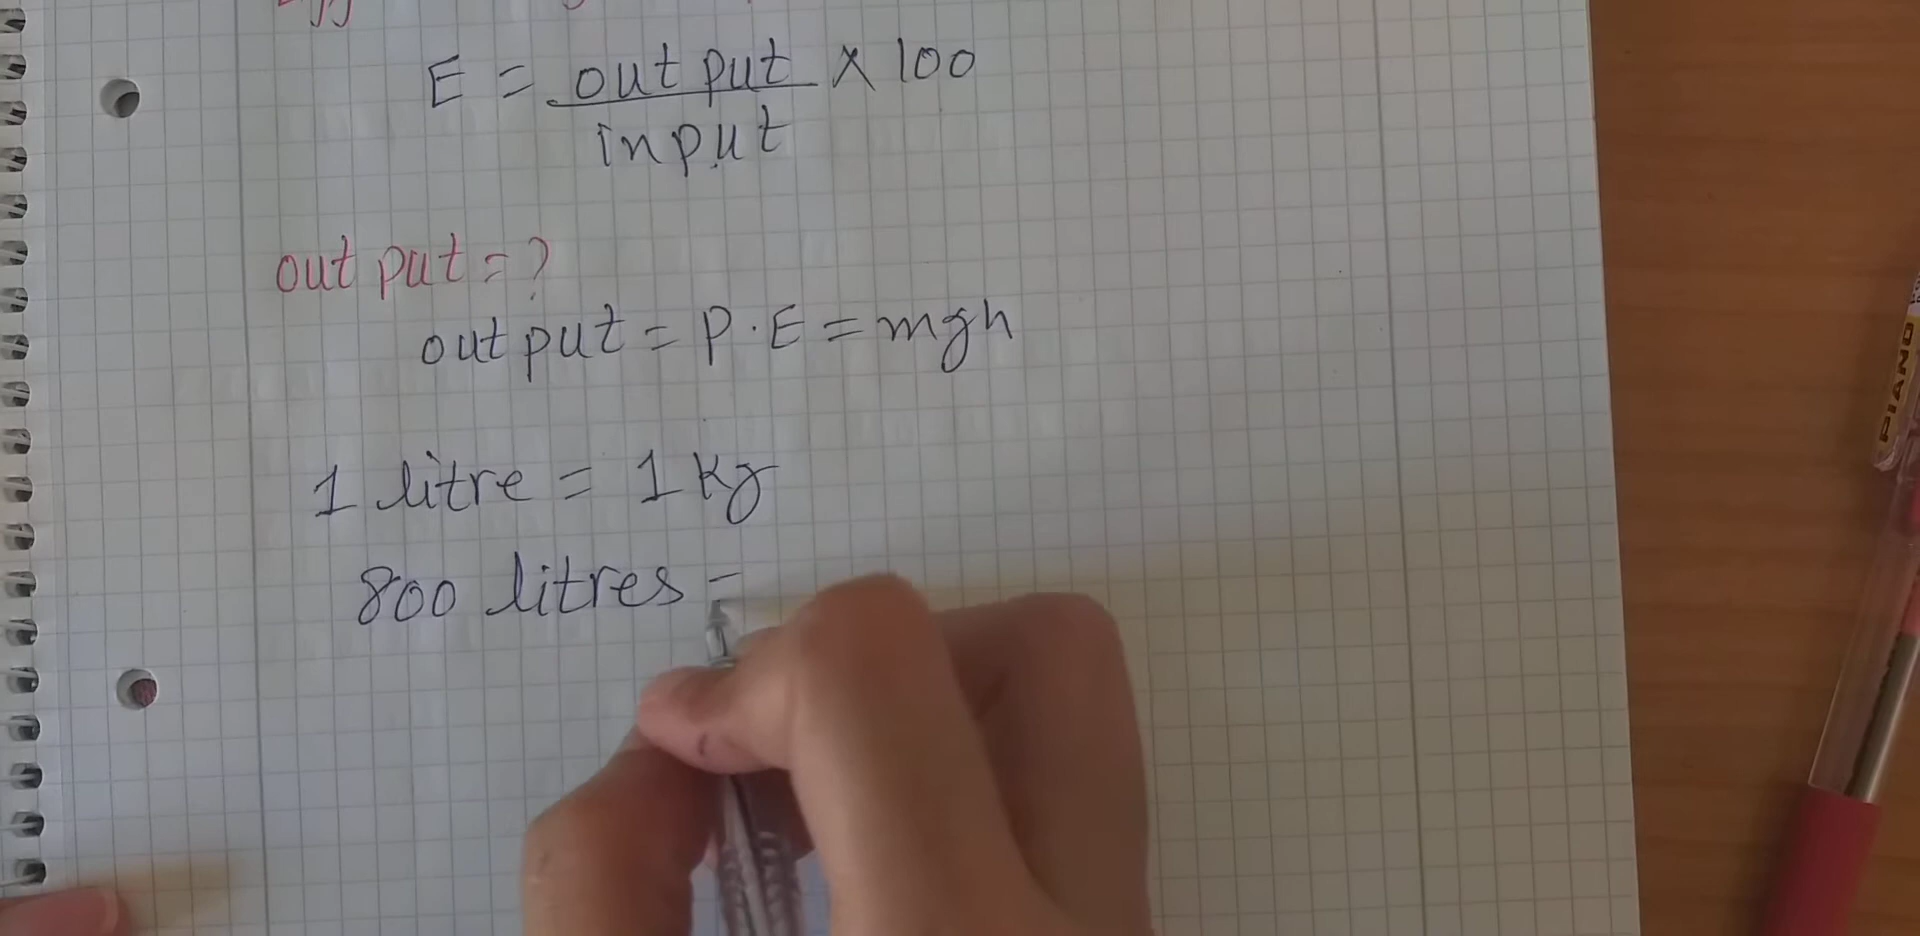 E = output × 100
input
output = ?
output = P.E = mgh
1 litre = 1 kg
800 litres =
PIANO